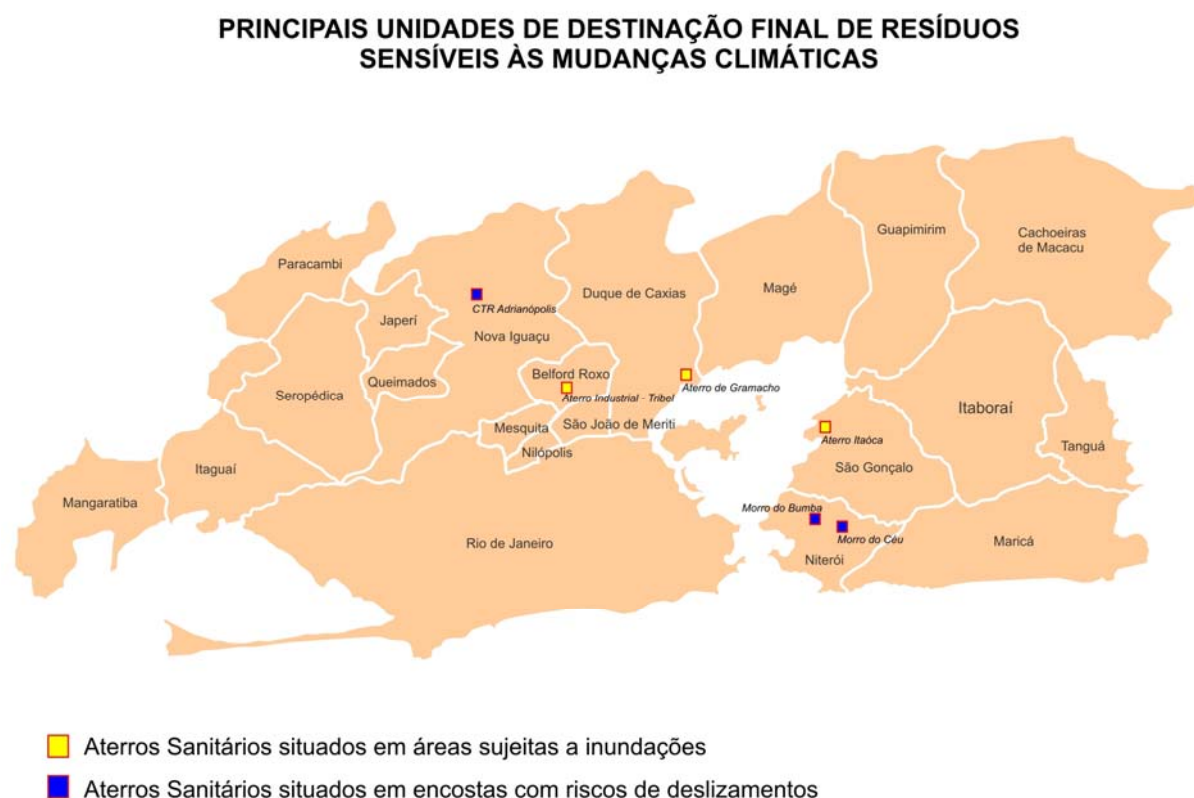 PRINCIPAIS UNIDADES DE DESTINAÇÃO FINAL DE RESÍDUOS
SENSÍVEIS ÀS MUDANÇAS CLIMÁTICAS
Guapimirim
Cachoeiras
de Macacu
Paracambi
Duque de Caxias
Magé
CTR Adrianópolis
Japerí
Nova Iguaçu
Belford Roxo
Queimados
Aterro de Gramacho
Seropédica
Aterro Industrial - Tribel
Itaboraí
São João de Meriti
Mesquita
Aterro Itaóca
Tanguá
Nilópolis
Itaguaí
São Gonçalo
Mangaratiba
Morro do Bumba
Rio de Janeiro
Morro do Céu
Maricá
Niterói
Aterros Sanitários situados em áreas sujeitas a inundações
Aterros Sanitários situados em encostas com riscos de deslizamentos